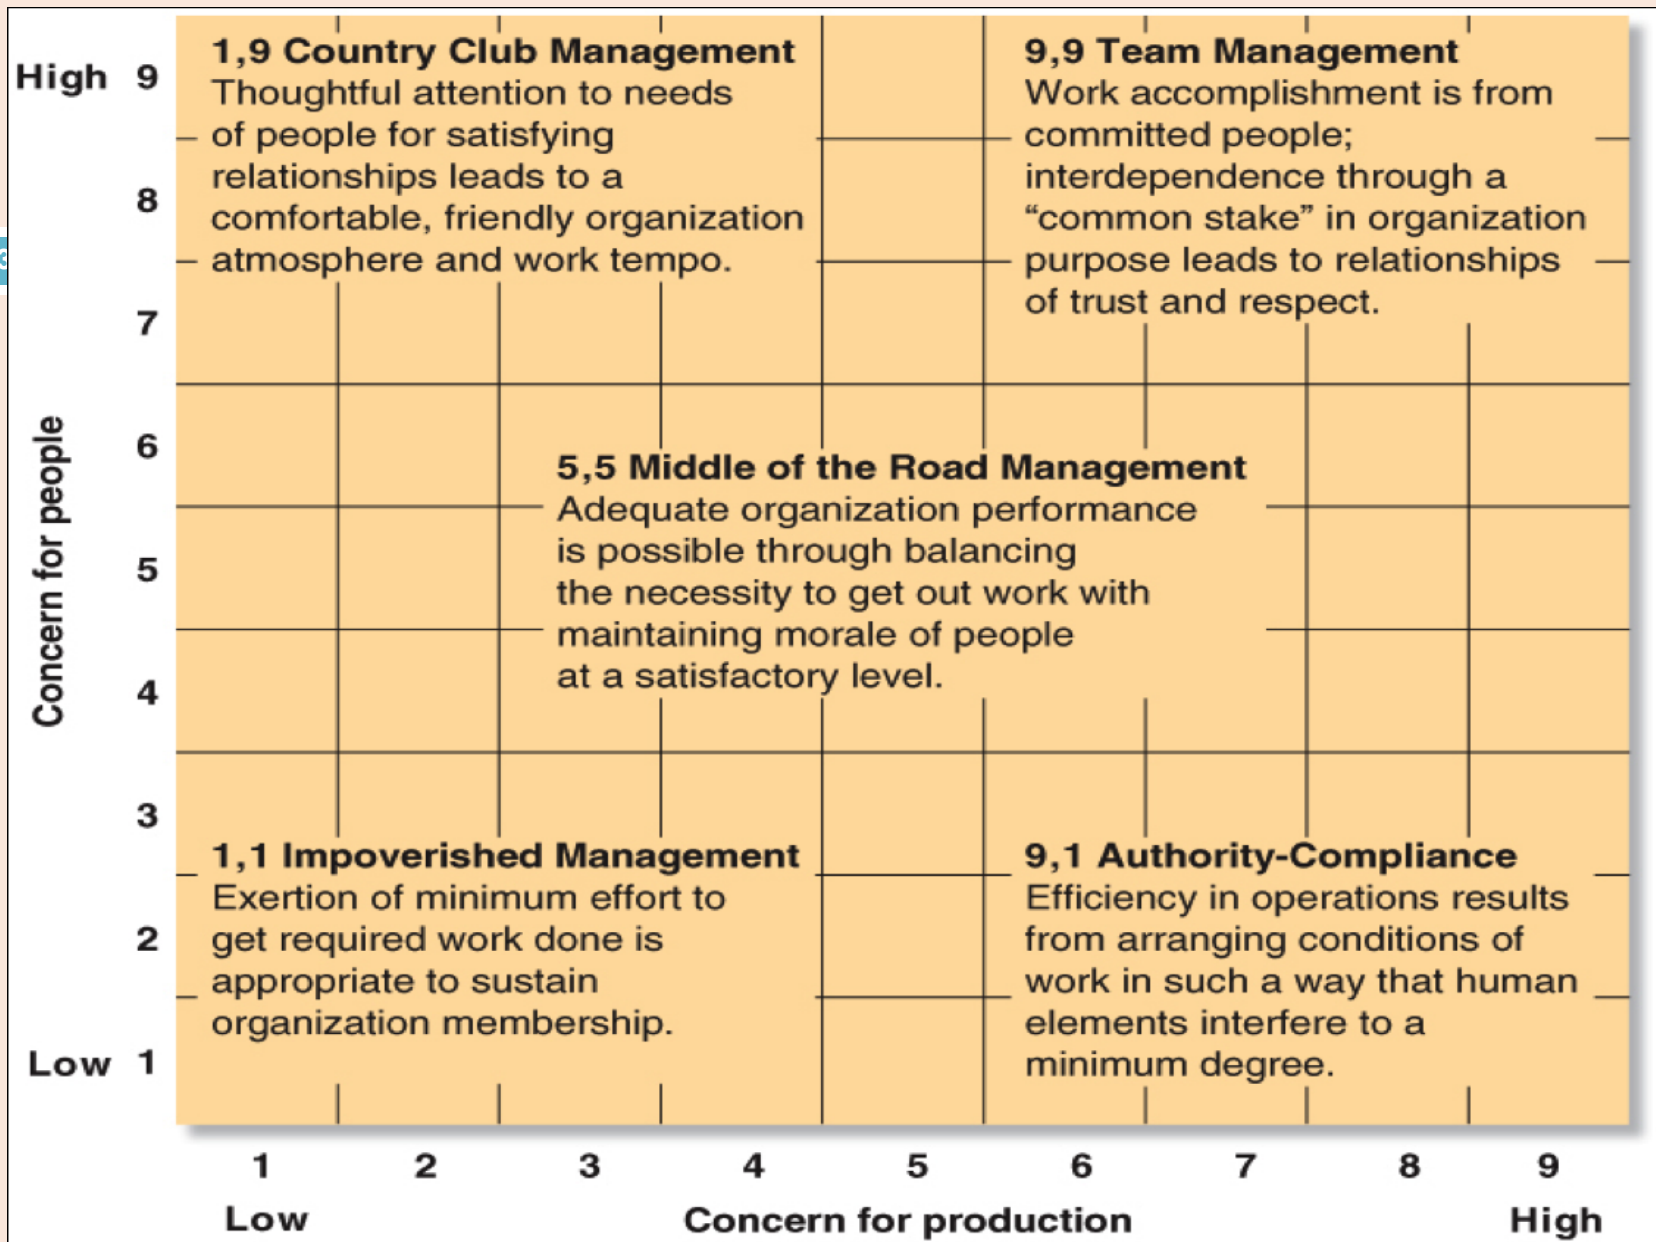 1,9 Country Club Management
Thoughtful attention to needs
of people for satisfying
relationships leads to a
comfortable, friendly organization
atmosphere and work tempo.
9,9 Team Management
Work accomplishment is from
committed people;
interdependence through a
“common stake” in organization
purpose leads to relationships
of trust and respect.
5,5 Middle of the Road Management
Adequate organization performance
is possible through balancing
the necessity to get out work with
maintaining morale of people
at a satisfactory level.
1,1 Impoverished Management
Exertion of minimum effort to
get required work done is
appropriate to sustain
organization membership.
9,1 Authority-Compliance
Efficiency in operations results
from arranging conditions of
work in such a way that human
elements interfere to a
minimum degree.
Concern for people
High 9
8
7
6
5
4
3
2
Low 1
1 2 3 4 5 6 7 8 9
Low Concern for production High